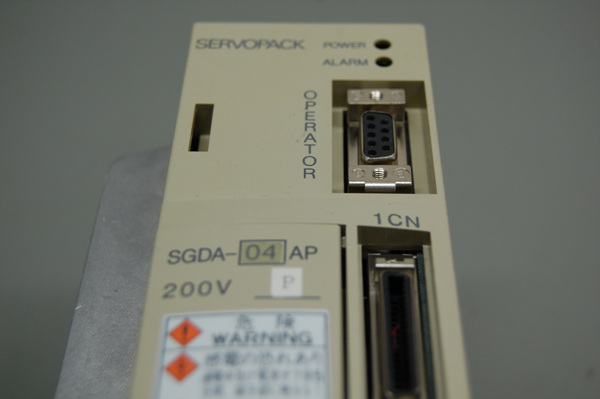 SERVOPACK
POWER
ALARM
OPERATOR
1CN
SGDA-04AP
200V P
危険
WARNING
感電の恐れあり